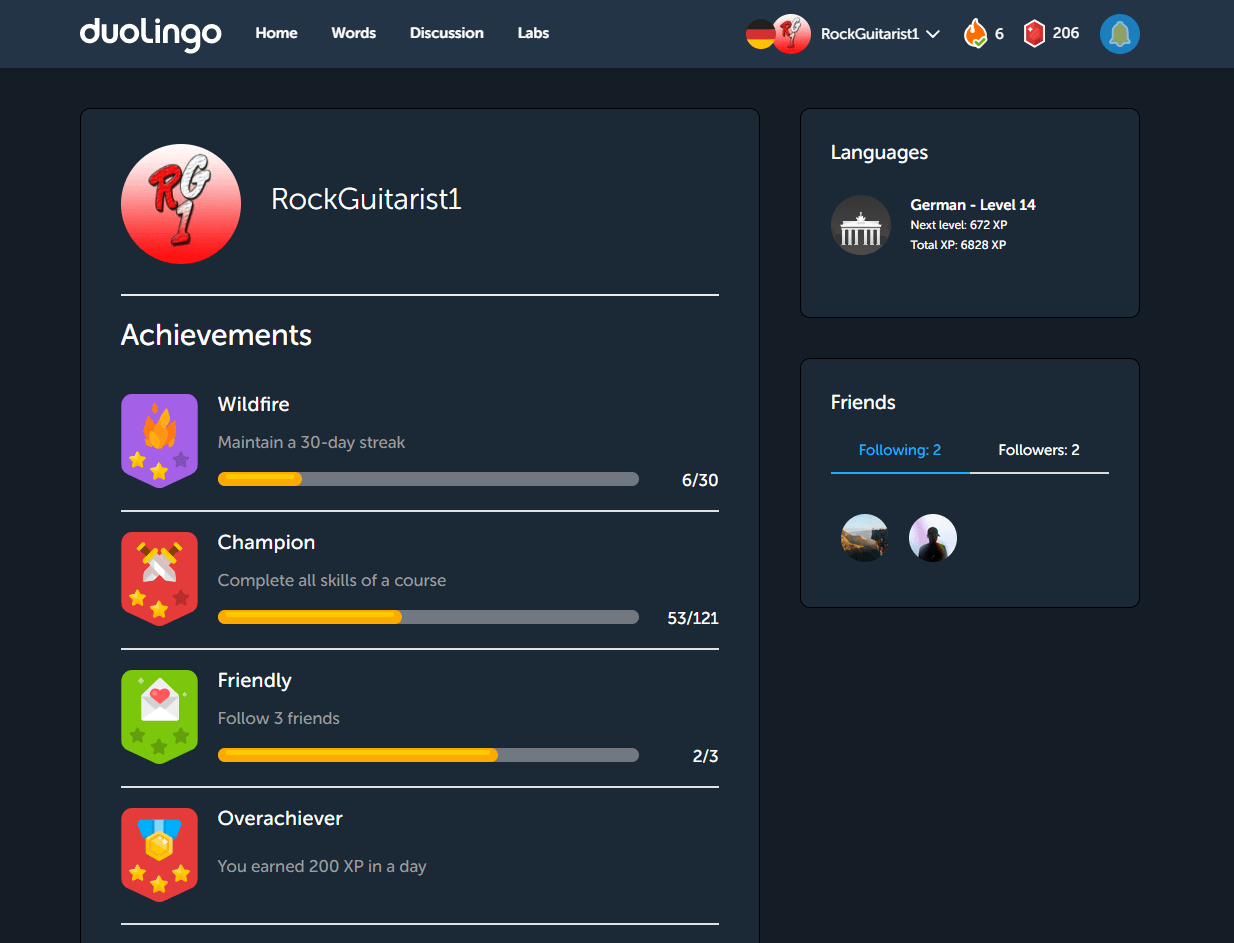 duolingo
Home Words Discussion Labs
RockGuitarist1 6 206
RG
1
RockGuitarist1
Achievements
Wildfire
Maintain a 30-day streak
6/30
Champion
Complete all skills of a course
53/121
Friendly
Follow 3 friends
2/3
Overachiever
You earned 200 XP in a day
Languages
German - Level 14
Next level: 672 XP
Total XP: 6828 XP
Friends
Following: 2 Followers: 2